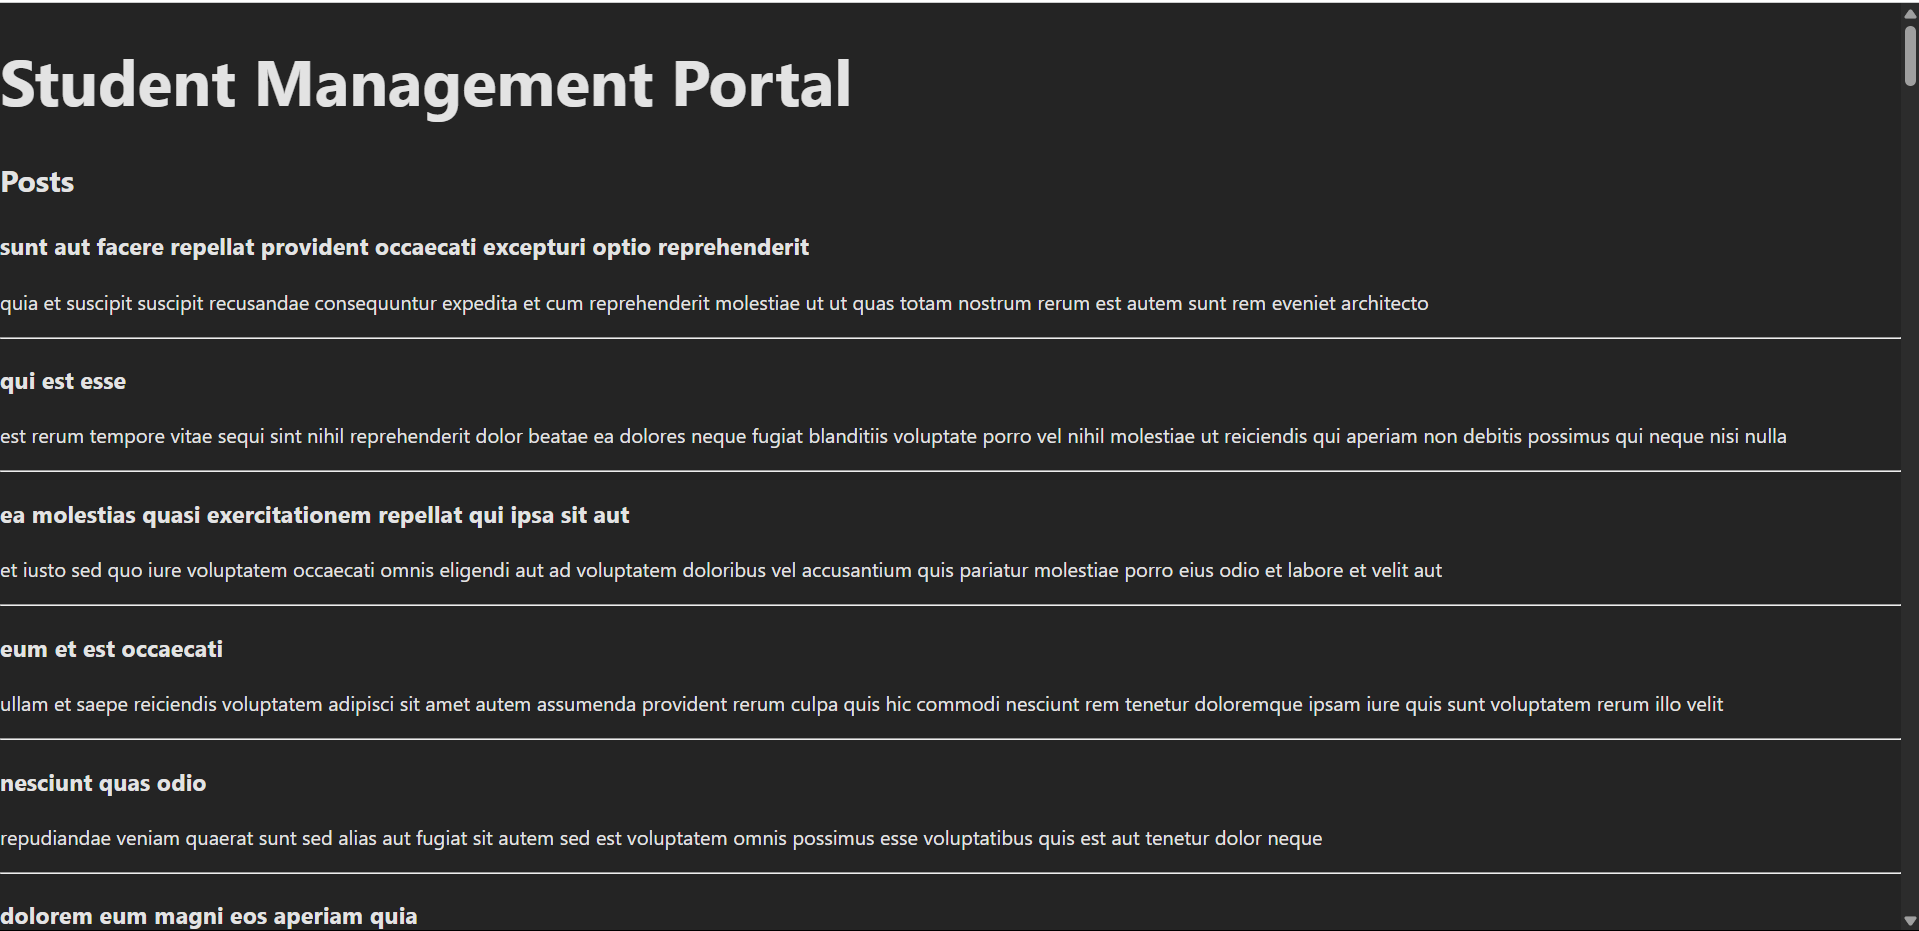 Student Management Portal
Posts
sunt aut facere repellat provident occaecati excepturi optio reprehenderit
quia et suscipit suscipit recusandae consequuntur expedita et cum reprehenderit molestiae ut ut quas totam nostrum rerum est autem sunt rem eveniet architecto
qui est esse
est rerum tempore vitae sequi sint nihil reprehenderit dolor beatae ea dolores neque fugiat blanditiis voluptate porro vel nihil molestiae ut reiciendis qui aperiam non debitis possimus qui neque nisi nulla
ea molestias quasi exercitationem repellat qui ipsa sit aut
et iusto sed quo iure voluptatem occaecati omnis eligendi aut ad voluptatem doloribus vel accusantium quis pariatur molestiae porro eius odio et labore et velit aut
eum et est occaecati
ullam et saepe reiciendis voluptatem adipisci sit amet autem assumenda provident rerum culpa quis hic commodi nesciunt rem tenetur doloremque ipsam iure quis sunt voluptatem rerum illo velit
nesciunt quas odio
repudiandae veniam quaerat sunt sed alias aut fugiat sit autem sed est voluptatem omnis possimus esse voluptatibus quis est aut tenetur dolor neque
dolorem eum magni eos aperiam quia